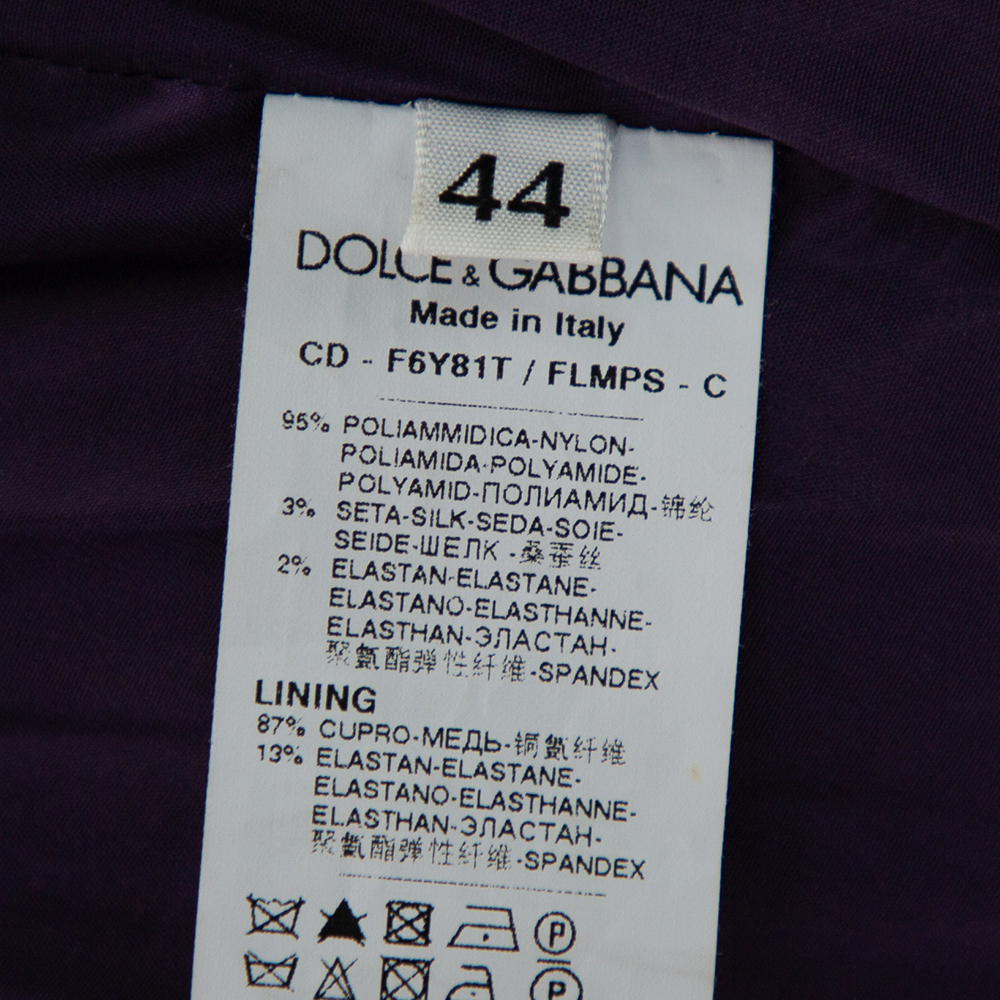 44
DOLCE & GABBANA
Made in Italy
CD - F6Y81T / FLMPS - C
95% POLIAMMIDICA-NYLON-
POLIAMIDA-POLYAMIDE-
POLYAMID-ПОЛИАМИД-锦纶
3% SETA-SILK-SEDA-SOIE-
SEIDE-ШЕЛК -桑蚕丝
2% ELASTAN-ELASTANE-
ELASTANO-ELASTHANNE-
ELASTHAN-ЭЛАСТАН-
聚氨酯弹性纤维-SPANDEX
LINING
87% CUPRO-МЕДЬ-铜氨纤维
13% ELASTAN-ELASTANE-
ELASTANO-ELASTHANNE-
ELASTHAN-ЭЛАСТАН-
聚氨酯弹性纤维-SPANDEX
P
P